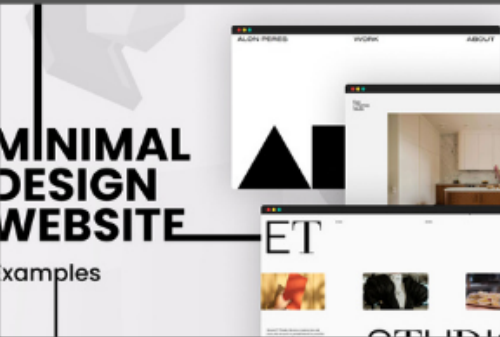 MINIMAL
DESIGN
WEBSITE
Examples
ALON PERES WORK ABOUT
ET